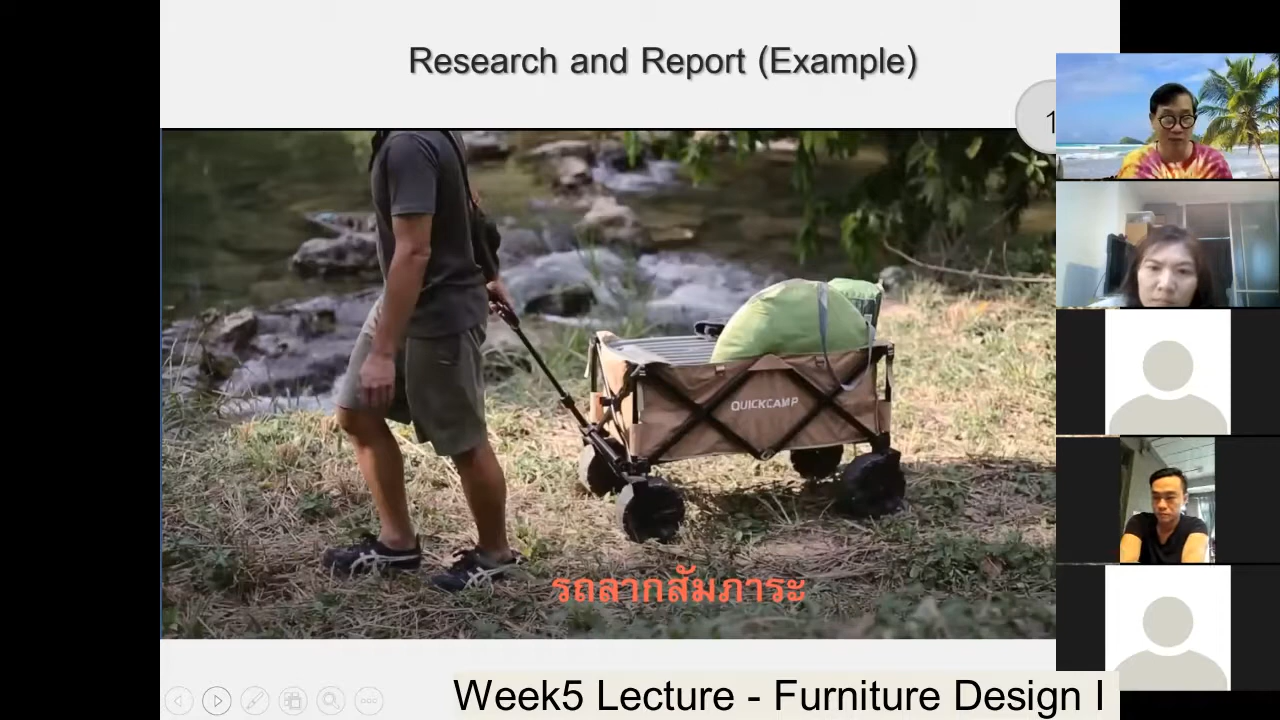 Research and Report (Example)
1
QUICKCAMP
รถลากสัมภาระ
Week5 Lecture - Furniture Design I